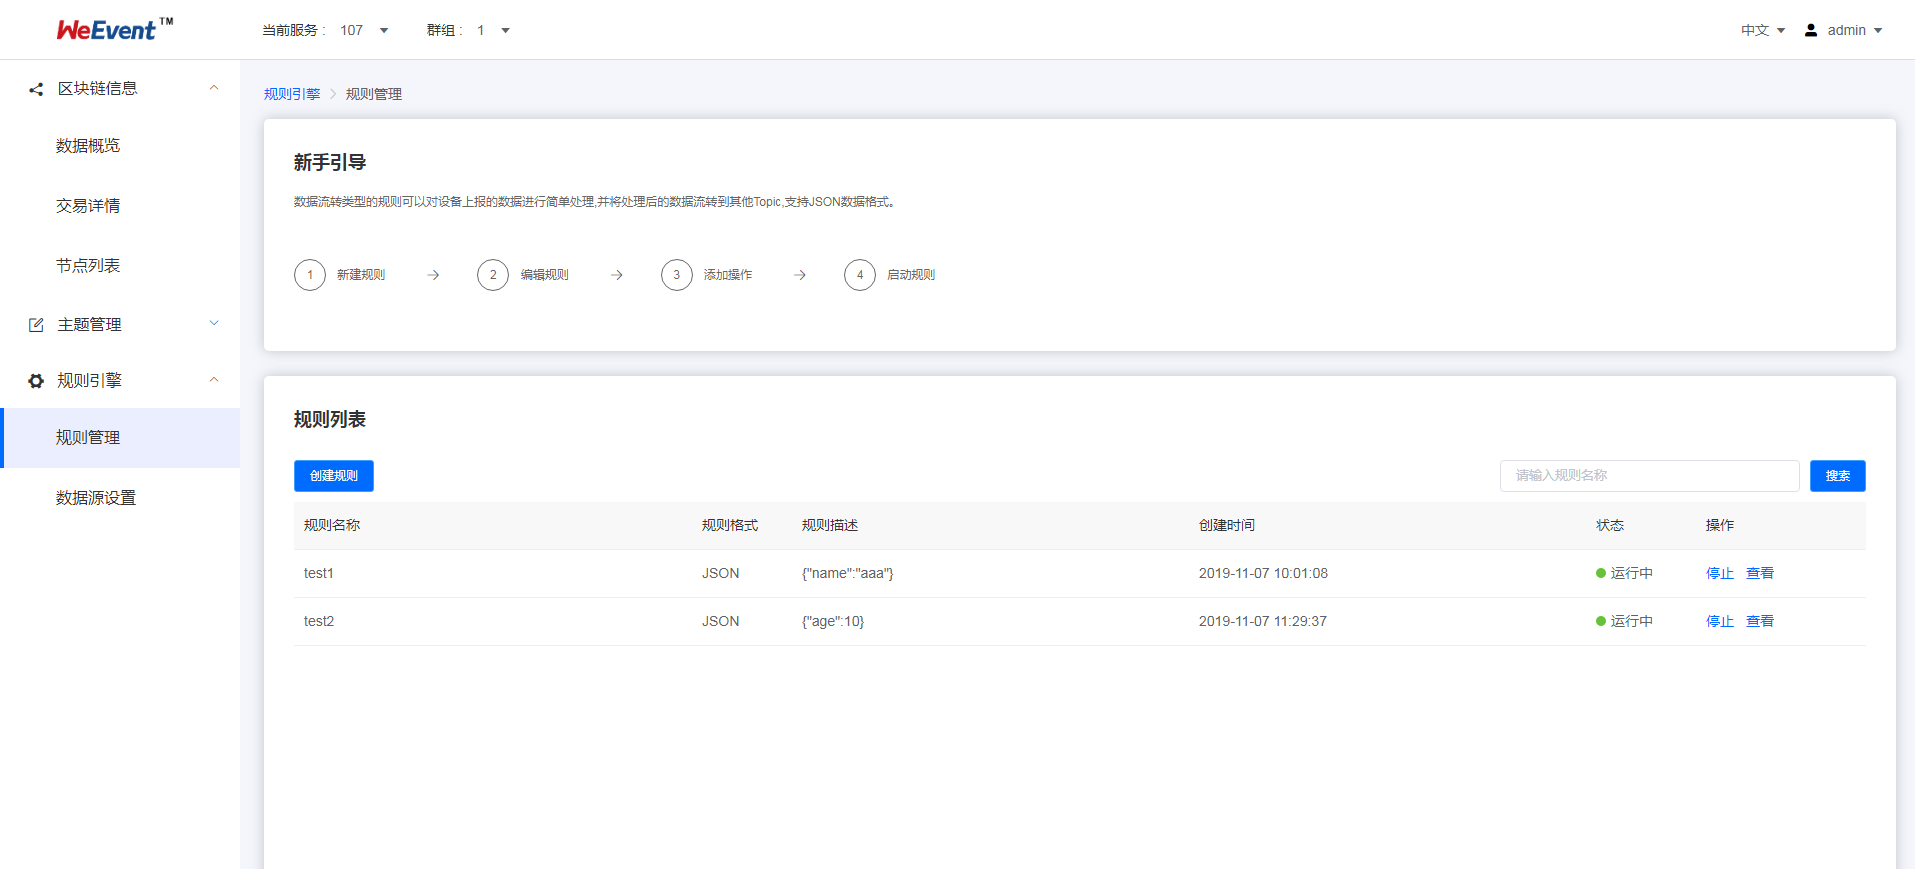 WeEvent™ 当前服务： 107 群组： 1 中文 admin
区块链信息
数据概览
交易详情
节点列表
主题管理
规则引擎
规则管理
数据源设置
规则引擎 > 规则管理
新手引导
数据流转类型的规则可以对设备上报的数据进行简单处理,并将处理后的数据流转到其他Topic,支持JSON数据格式。
1 新建规则 → 2 编辑规则 → 3 添加操作 → 4 启动规则
规则列表
创建规则 请输入规则名称 搜索
规则名称 规则格式 规则描述 创建时间 状态 操作
test1 JSON {"name":"aaa"} 2019-11-07 10:01:08 运行中 停止 查看
test2 JSON {"age":10} 2019-11-07 11:29:37 运行中 停止 查看